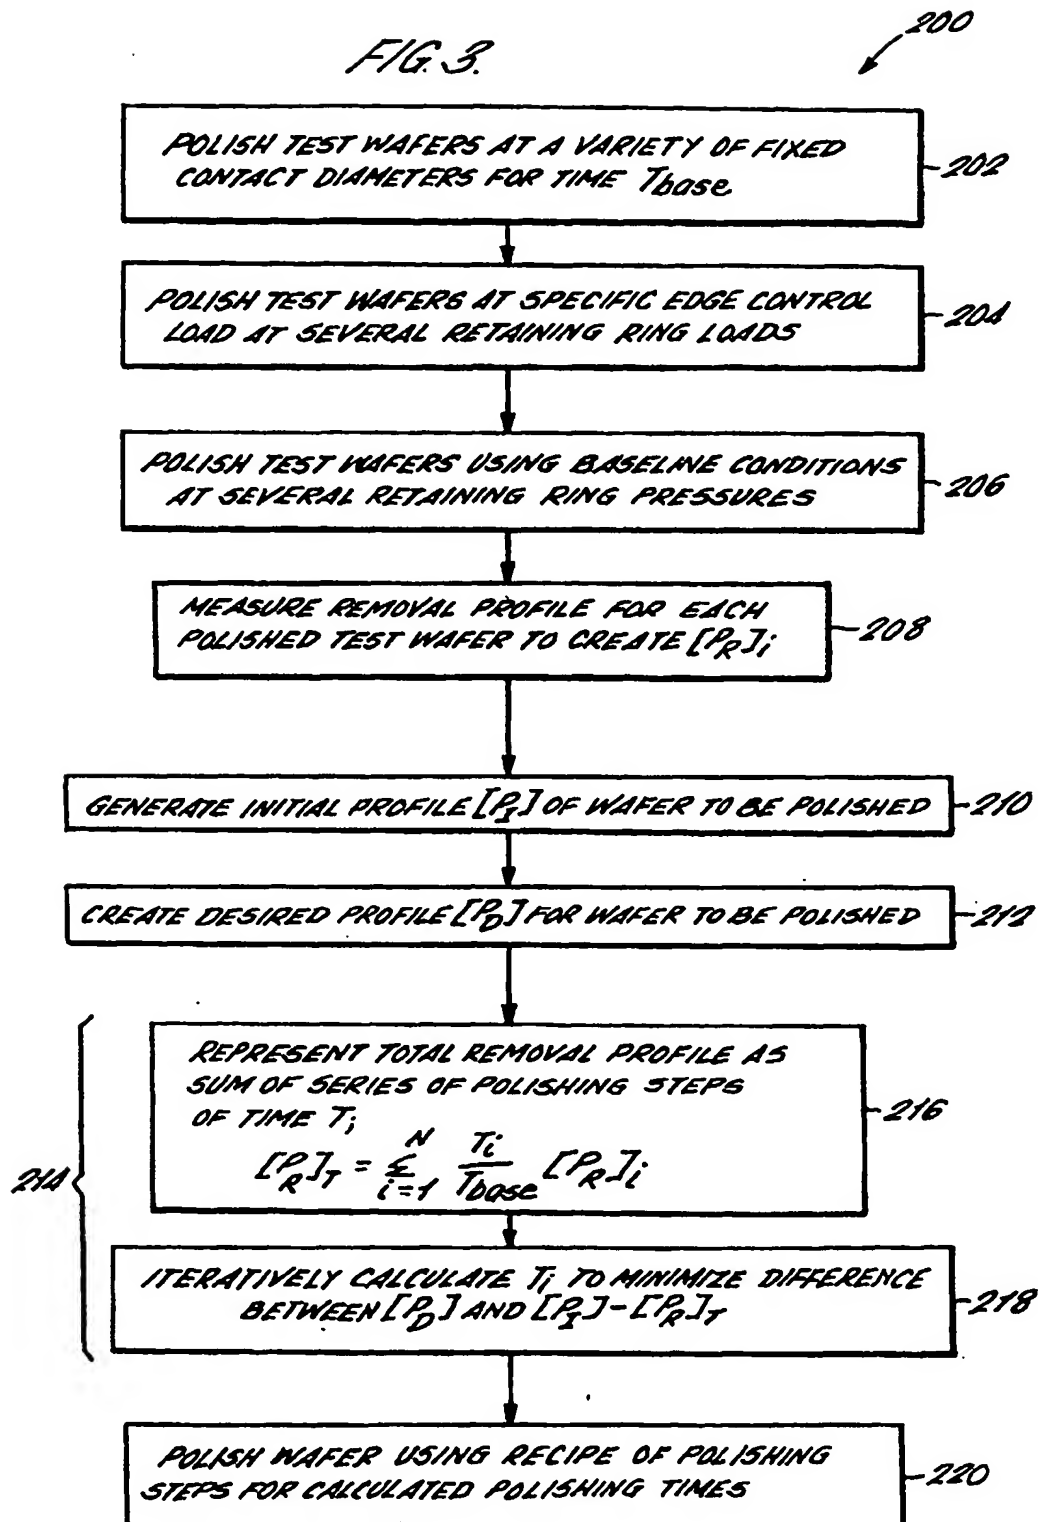 FIG. 3.
200
POLISH TEST WAFERS AT A VARIETY OF FIXED
CONTACT DIAMETERS FOR TIME Tbase
202
POLISH TEST WAFERS AT SPECIFIC EDGE CONTROL
LOAD AT SEVERAL RETAINING RING LOADS
204
POLISH TEST WAFERS USING BASELINE CONDITIONS
AT SEVERAL RETAINING RING PRESSURES
206
MEASURE REMOVAL PROFILE FOR EACH
POLISHED TEST WAFER TO CREATE [PR]i
208
GENERATE INITIAL PROFILE [PI] OF WAFER TO BE POLISHED
210
CREATE DESIRED PROFILE [PD] FOR WAFER TO BE POLISHED
212
214
REPRESENT TOTAL REMOVAL PROFILE AS
SUM OF SERIES OF POLISHING STEPS
OF TIME Ti
[PR]T = Σ i=1 N Ti/Tbase [PR]i
216
ITERATIVELY CALCULATE Ti TO MINIMIZE DIFFERENCE
BETWEEN [PD] AND [PI] - [PR]T
218
POLISH WAFER USING RECIPE OF POLISHING
STEPS FOR CALCULATED POLISHING TIMES
220